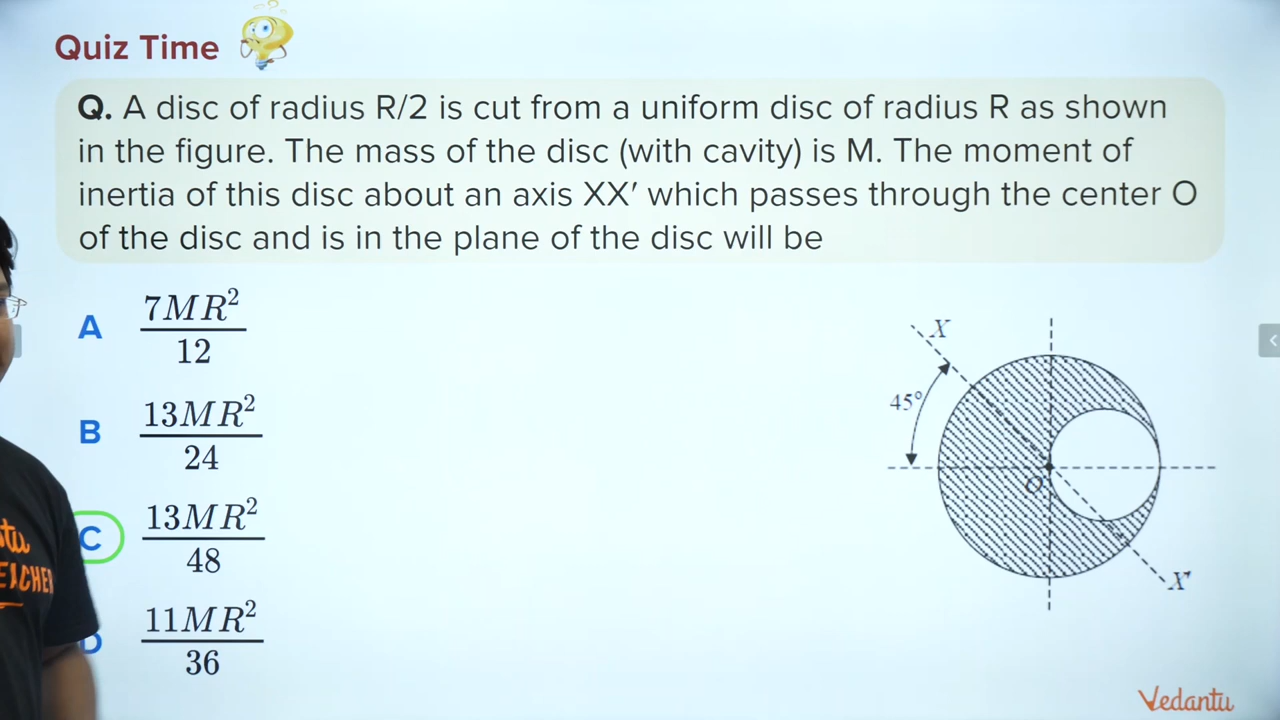 Quiz Time
Q. A disc of radius R/2 is cut from a uniform disc of radius R as shown
in the figure. The mass of the disc (with cavity) is M. The moment of
inertia of this disc about an axis XX′ which passes through the center O
of the disc and is in the plane of the disc will be
A 7MR²/12
B 13MR²/24
C 13MR²/48
D 11MR²/36
X
45°
O
X'
tu
EACHER
Vedantu